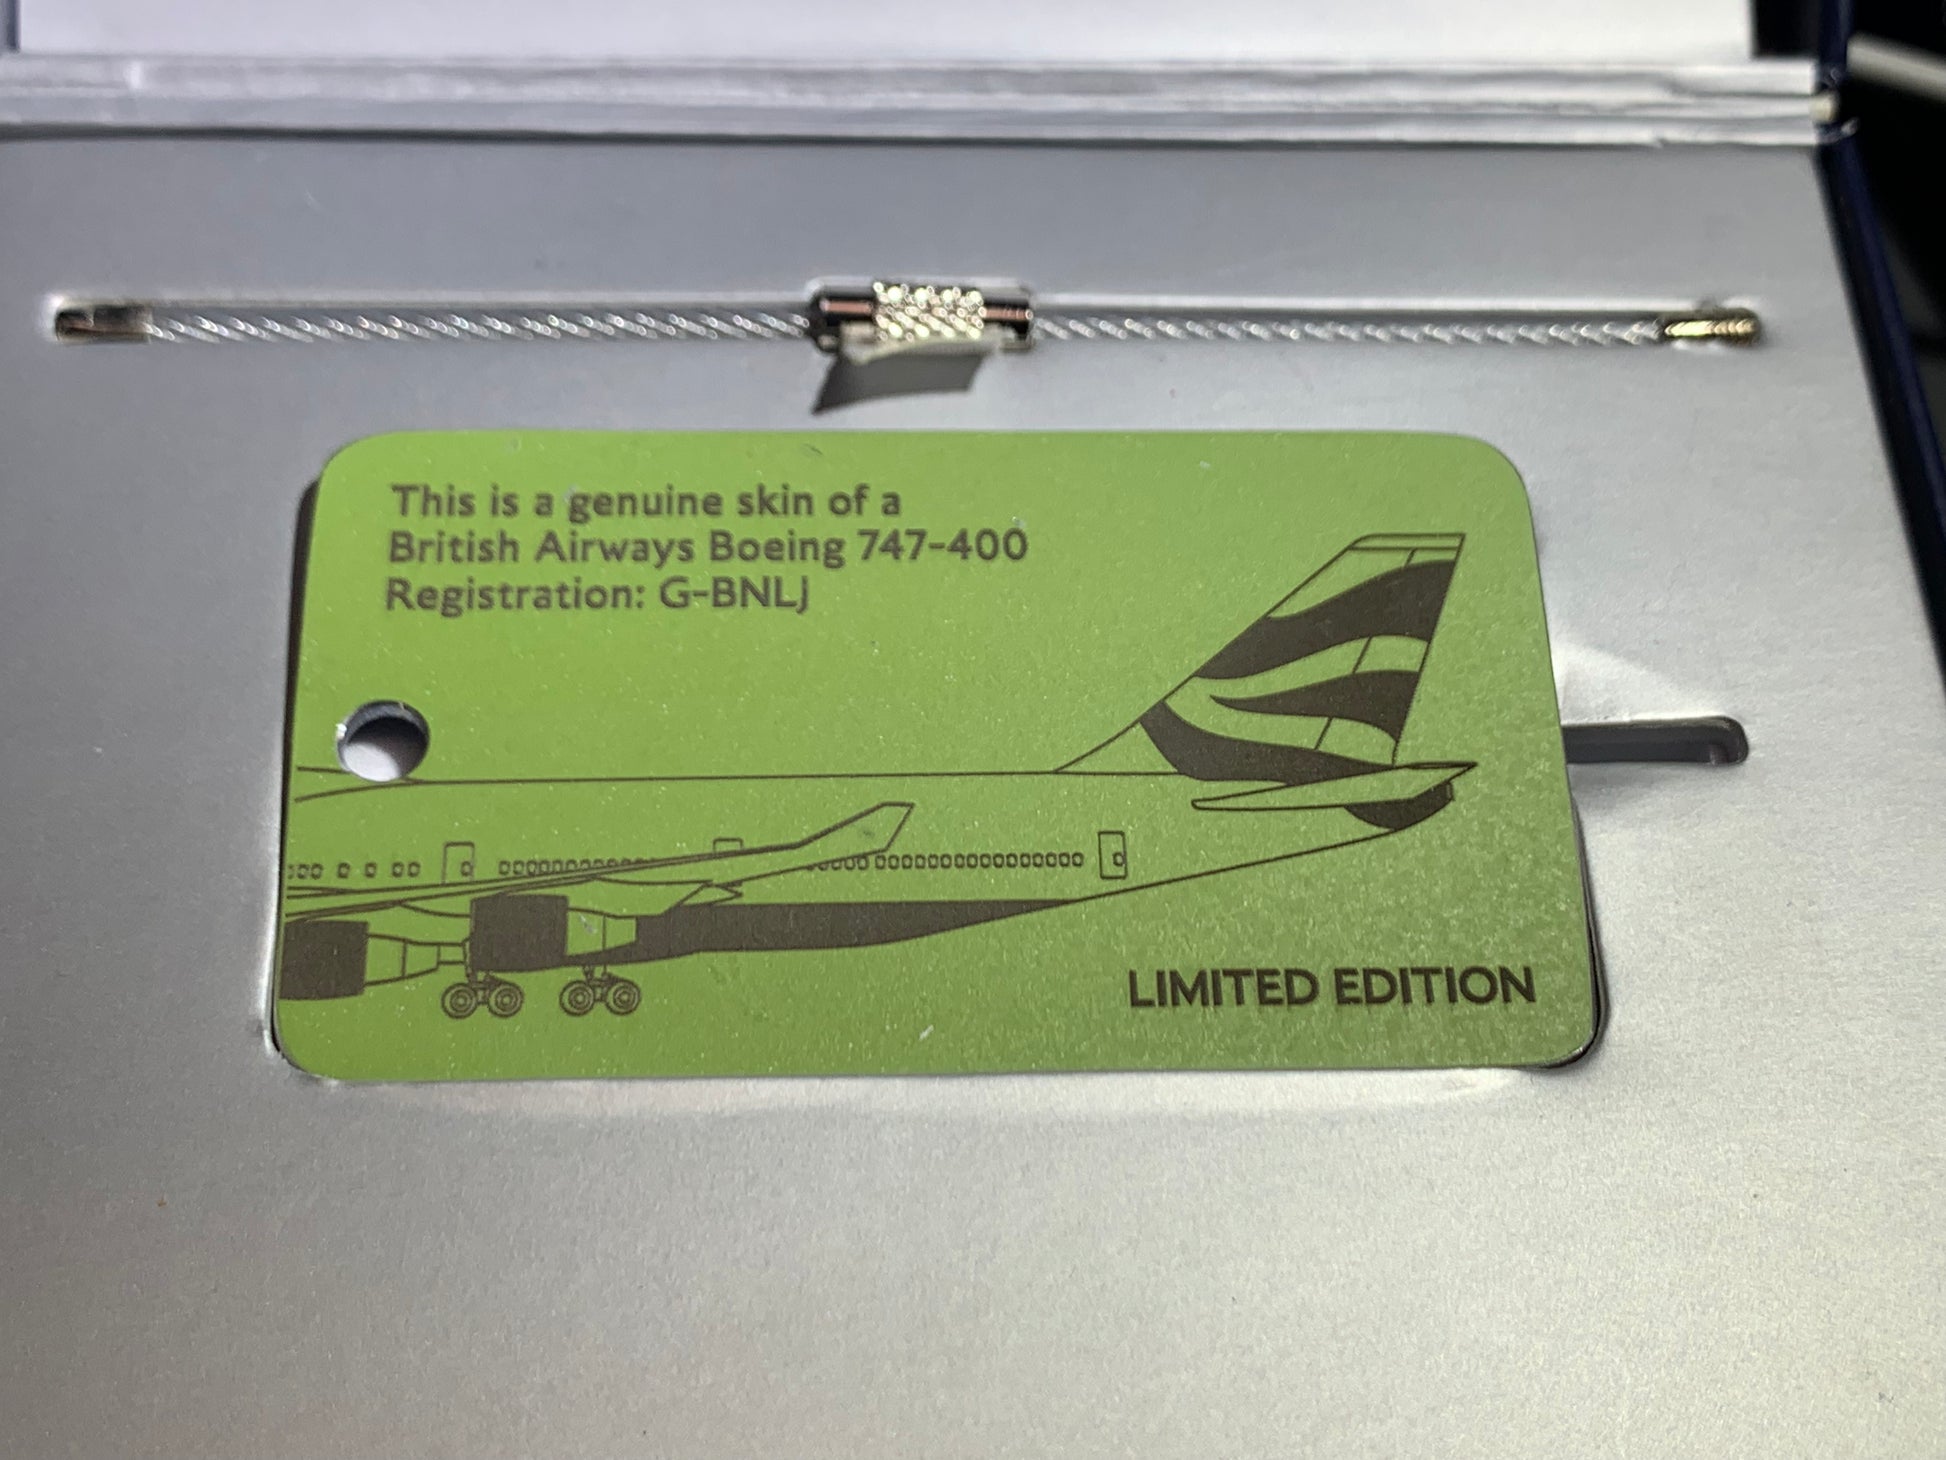 This is a genuine skin of a
British Airways Boeing 747-400
Registration: G-BNLJ
LIMITED EDITION